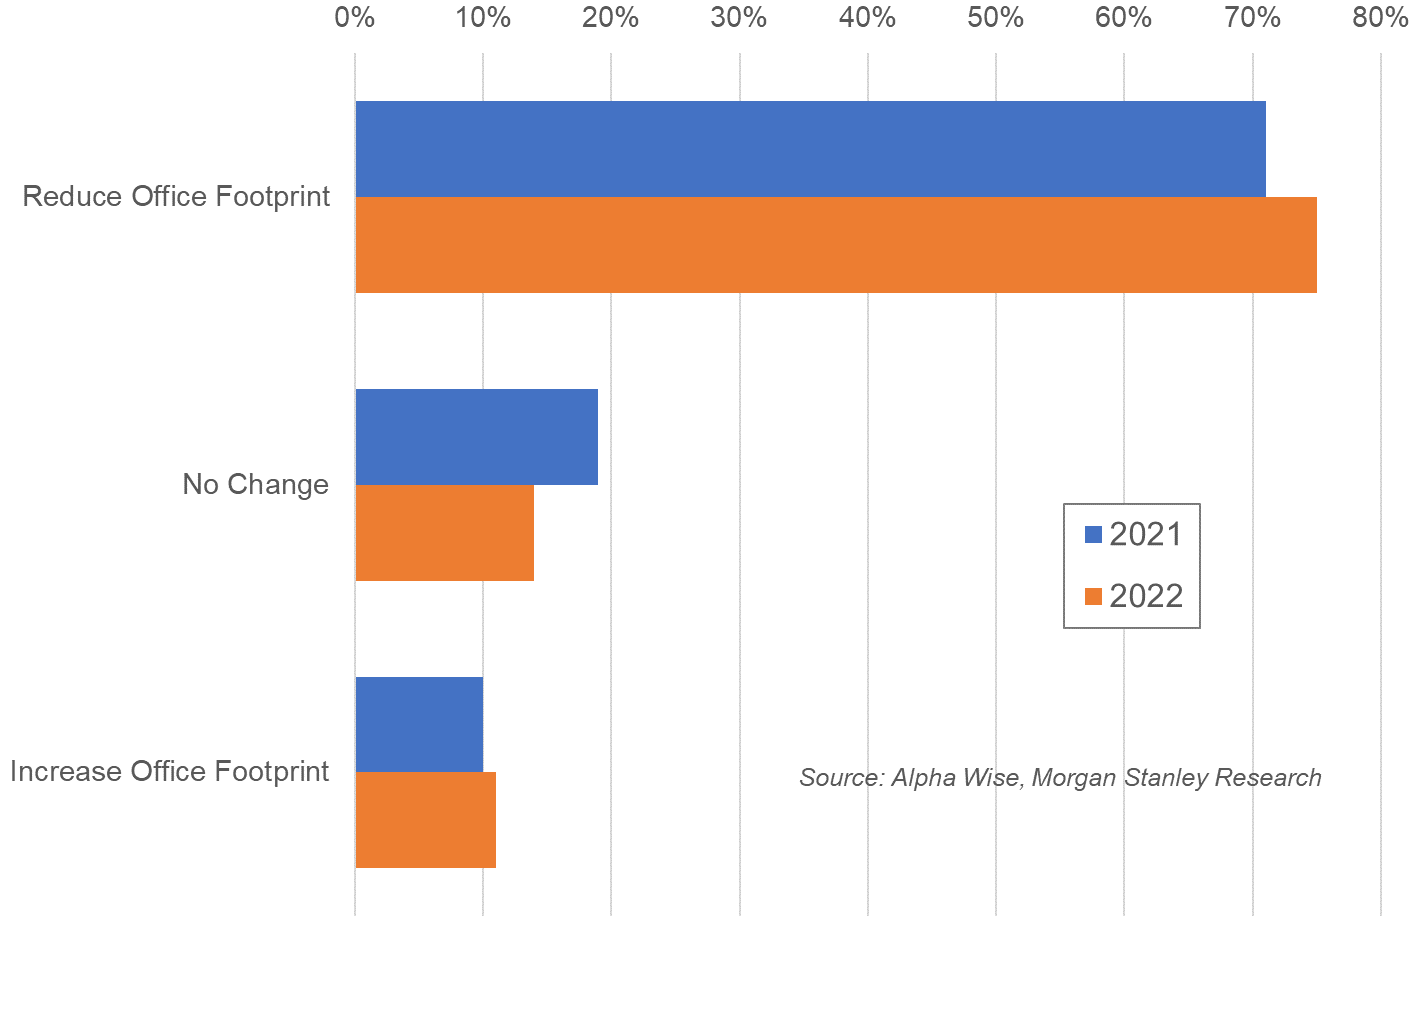 0% 10% 20% 30% 40% 50% 60% 70% 80%
Reduce Office Footprint
No Change
2021
2022
Increase Office Footprint
Source: Alpha Wise, Morgan Stanley Research